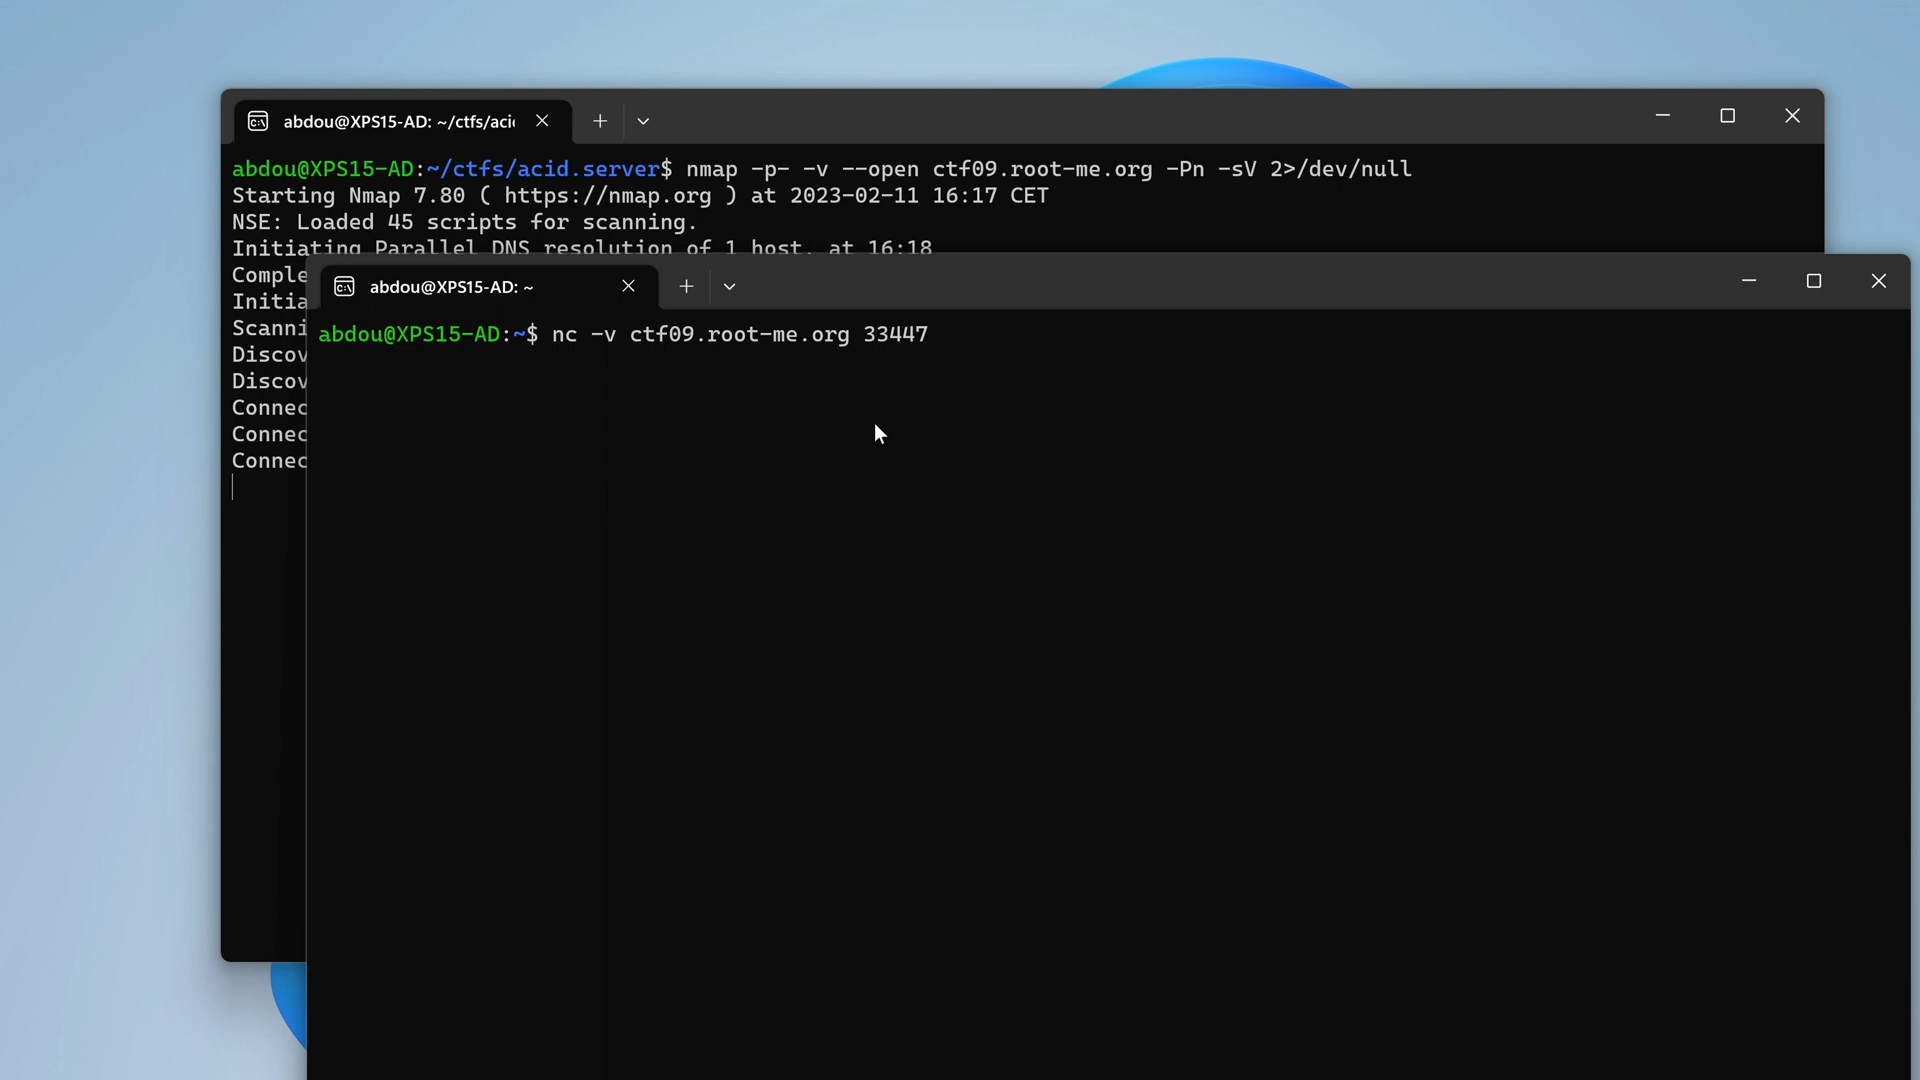 abdou@XPS15-AD: ~/ctfs/aci
abdou@XPS15-AD:~/ctfs/acid.server$ nmap -p- -v --open ctf09.root-me.org -Pn -sV 2>/dev/null
Starting Nmap 7.80 ( https://nmap.org ) at 2023-02-11 16:17 CET
NSE: Loaded 45 scripts for scanning.
Initiating Parallel DNS resolution of 1 host. at 16:18
Comple
Initia
Scanni
Discov
Discov
Connec
Connec
Connec
abdou@XPS15-AD: ~
abdou@XPS15-AD:~$ nc -v ctf09.root-me.org 33447